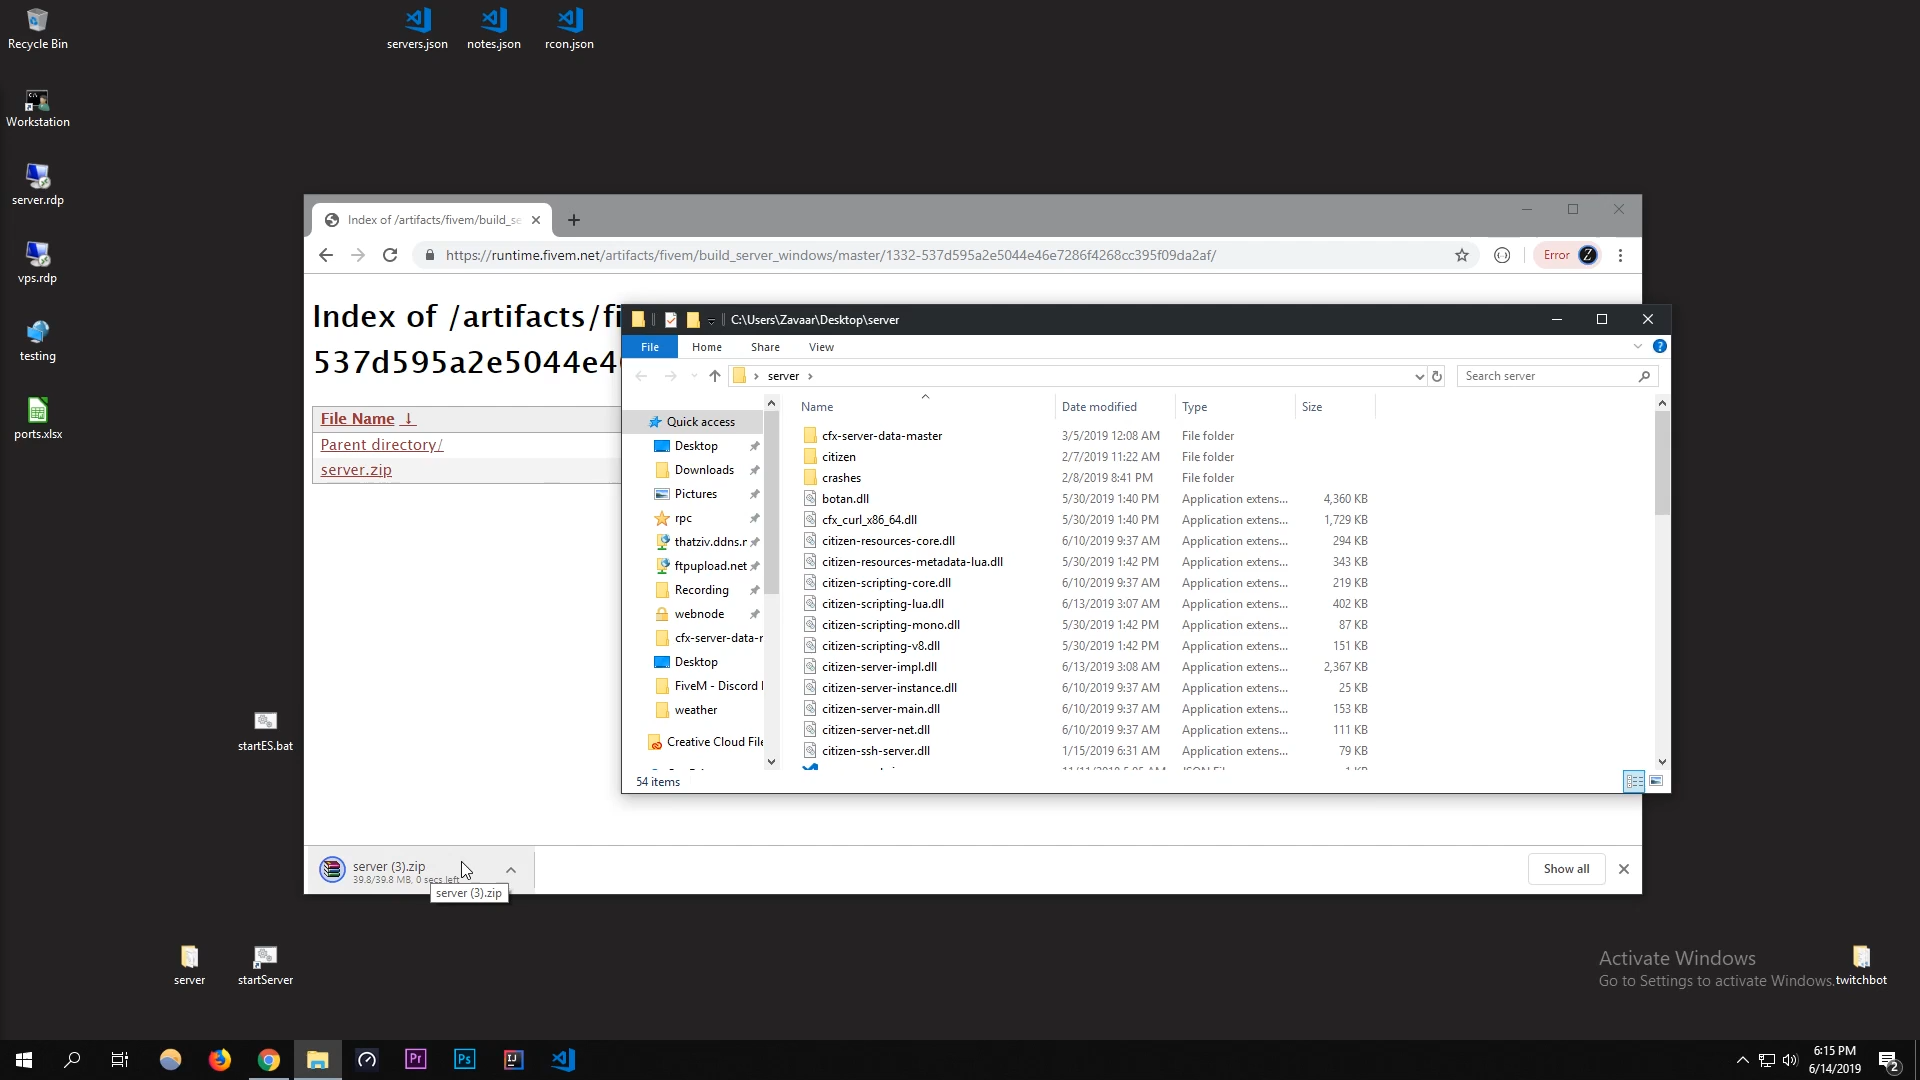 Recycle Bin
servers.json
notes.json
rcon.json
Workstation
server.rdp
vps.rdp
testing
ports.xlsx
startES.bat
server
startServer
Index of /artifacts/fivem/build_se
https://runtime.fivem.net/artifacts/fivem/build_server_windows/master/1332-537d595a2e5044e46e7286f4268cc395f09da2af/
Error
Z
Index of /artifacts/fi
537d595a2e5044e4
File Name ↓
Parent directory/
server.zip
C:\Users\Zavaar\Desktop\server
File
Home
Share
View
server
Search server
Quick access
Desktop
Downloads
Pictures
rpc
thatziv.ddns.r
ftpupload.net
Recording
webnode
cfx-server-data-r
Desktop
FiveM - Discord
weather
Creative Cloud File
Name Date modified Type Size
cfx-server-data-master 3/5/2019 12:08 AM File folder
citizen 2/7/2019 11:22 AM File folder
crashes 2/8/2019 8:41 PM File folder
botan.dll 5/30/2019 1:40 PM Application extens... 4,360 KB
cfx_curl_x86_64.dll 5/30/2019 1:40 PM Application extens... 1,729 KB
citizen-resources-core.dll 6/10/2019 9:37 AM Application extens... 294 KB
citizen-resources-metadata-lua.dll 5/30/2019 1:42 PM Application extens... 343 KB
citizen-scripting-core.dll 6/10/2019 9:37 AM Application extens... 219 KB
citizen-scripting-lua.dll 6/13/2019 3:07 AM Application extens... 402 KB
citizen-scripting-mono.dll 5/30/2019 1:42 PM Application extens... 87 KB
citizen-scripting-v8.dll 5/30/2019 1:42 PM Application extens... 151 KB
citizen-server-impl.dll 6/13/2019 3:08 AM Application extens... 2,367 KB
citizen-server-instance.dll 6/10/2019 9:37 AM Application extens... 25 KB
citizen-server-main.dll 6/10/2019 9:37 AM Application extens... 153 KB
citizen-server-net.dll 6/10/2019 9:37 AM Application extens... 111 KB
citizen-ssh-server.dll 1/15/2019 6:31 AM Application extens... 79 KB
54 items
server (3).zip
39.8/39.8 MB, 0 secs left
server (3).zip
Show all
Activate Windows
Go to Settings to activate Windows.
twitchbot
Pr
Ps
IJ
6:15 PM
6/14/2019
2